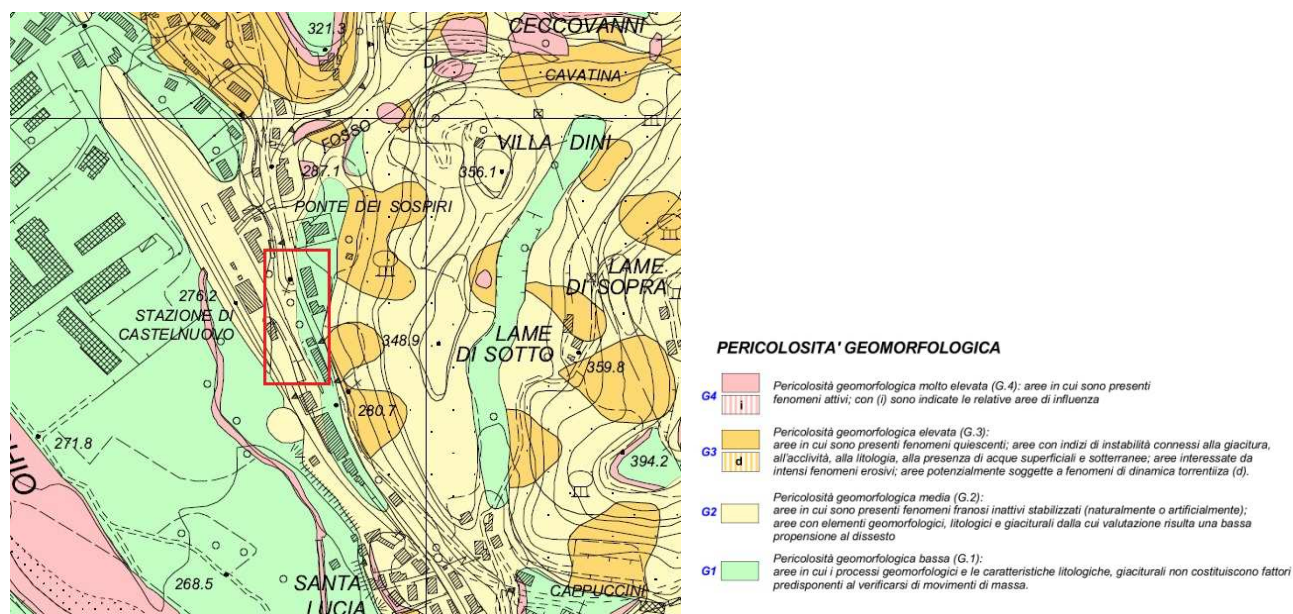 321.3
CECCOVANNI
DI
CAVATINA
FOSSO
VILLA DINI
287.1
356.1
PONTE DEI SOSPIRI
276.2
STAZIONE DI
CASTELNUOVO
LAME
DI SOPRA
348.9
LAME
DI SOTTO
359.8
280.7
271.8
394.2
268.5
SANTA
LUCIA
CAPPUCCINI
PERICOLOSITA' GEOMORFOLOGICA
G4
i
Pericolosità geomorfologica molto elevata (G.4): aree in cui sono presenti
fenomeni attivi; con (i) sono indicate le relative aree di influenza
G3
d
Pericolosità geomorfologica elevata (G.3):
aree in cui sono presenti fenomeni quiescenti; aree con indizi di instabilità connessi alla giacitura,
all'acclività, alla litologia, alla presenza di acque superficiali e sotterranee; aree interessate da
intensi fenomeni erosivi; aree potenzialmente soggette a fenomeni di dinamica torrentiiza (d).
G2
Pericolosità geomorfologica media (G.2):
aree in cui sono presenti fenomeni franosi inattivi stabilizzati (naturalmente o artificialmente);
aree con elementi geomorfologici, litologici e giaciturali dalla cui valutazione risulta una bassa
propensione al dissesto
G1
Pericolosità geomorfologica bassa (G.1):
aree in cui i processi geomorfologici e le caratteristiche litologiche, giaciturali non costituiscono fattori
predisponenti al verificarsi di movimenti di massa.